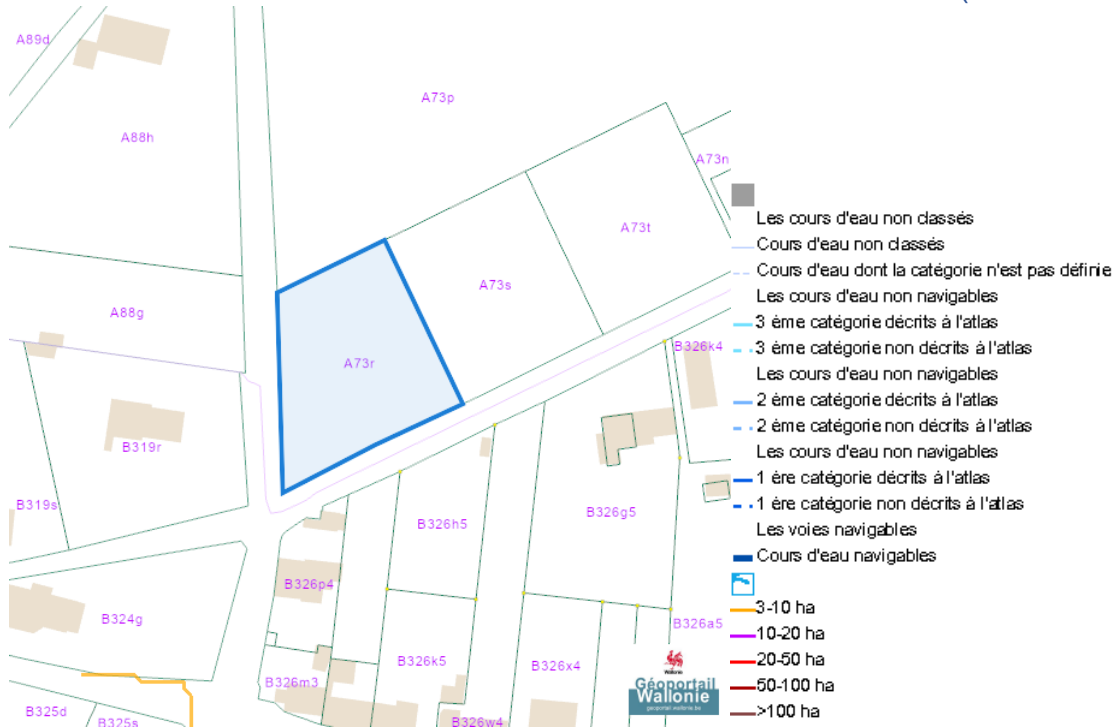 (
A89d
A73p
A88h
A73n
A73t
A73s
A88g
A73r
B326k4
B319r
B319s
B326h5
B326g5
B326p4
B324g
B326a5
B326k5
B326x4
B326m3
B325d
B325s
B326w4
Wallonie
Géoportail
Wallonie
geoportail.wallonie.be
Les cours d'eau non classés
Cours d'eau non classés
Cours d'eau dont la catégorie n'est pas définie
Les cours d'eau non navigables
3 ème catégorie décrits à l'atlas
3 ème catégorie non décrits à l'atlas
Les cours d'eau non navigables
2 ème catégorie décrits à l'atlas
2 ème catégorie non décrits à l'atlas
Les cours d'eau non navigables
1 ère catégorie décrits à l'atlas
1 ère catégorie non décrits à l'atlas
Les voies navigables
Cours d'eau navigables
3-10 ha
10-20 ha
20-50 ha
50-100 ha
>100 ha